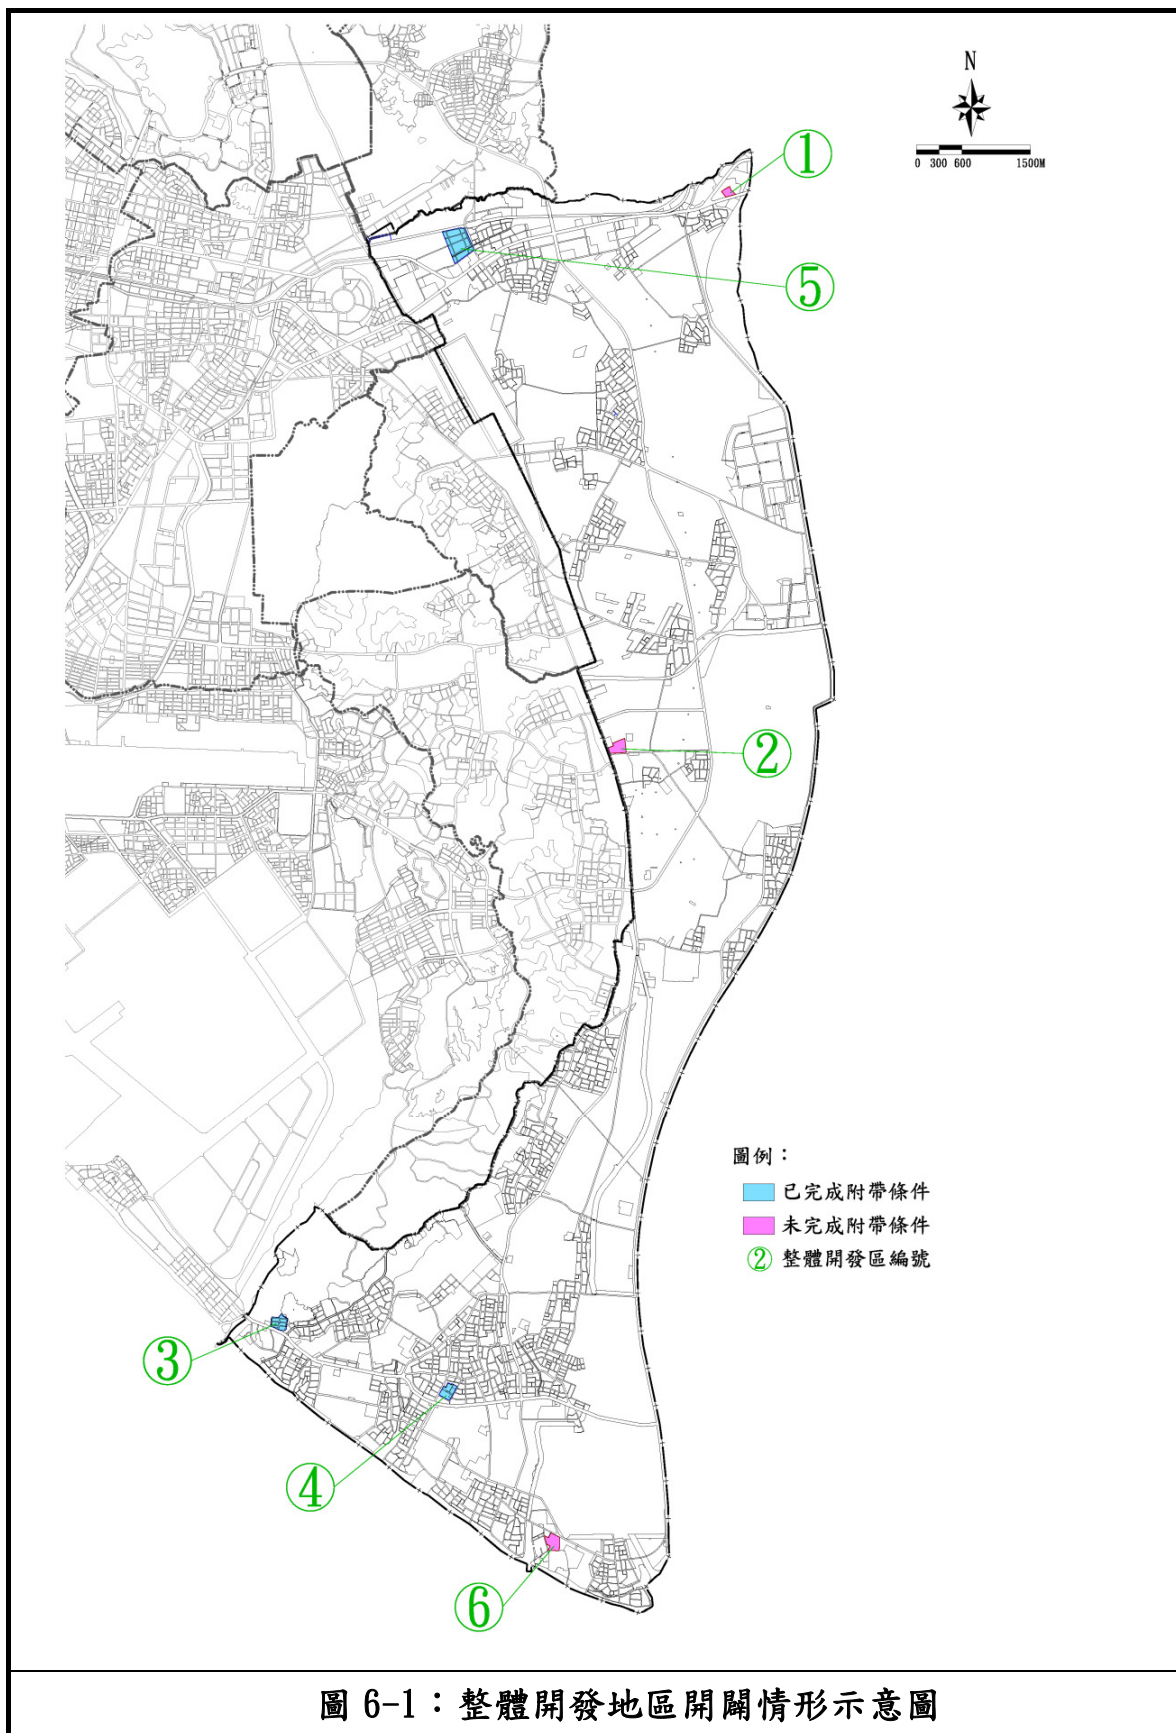 N
0 300 600 1500M
①
⑤
②
圖例：
已完成附帶條件
未完成附帶條件
② 整體開發區編號
③
④
⑥
圖 6-1：整體開發地區開闢情形示意圖